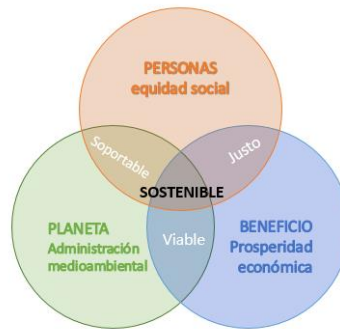 PERSONAS
equidad social
Soportable
Justo
SOSTENIBLE
PLANETA
Administración
medioambiental
Viable
BENEFICIO
Prosperidad
económica